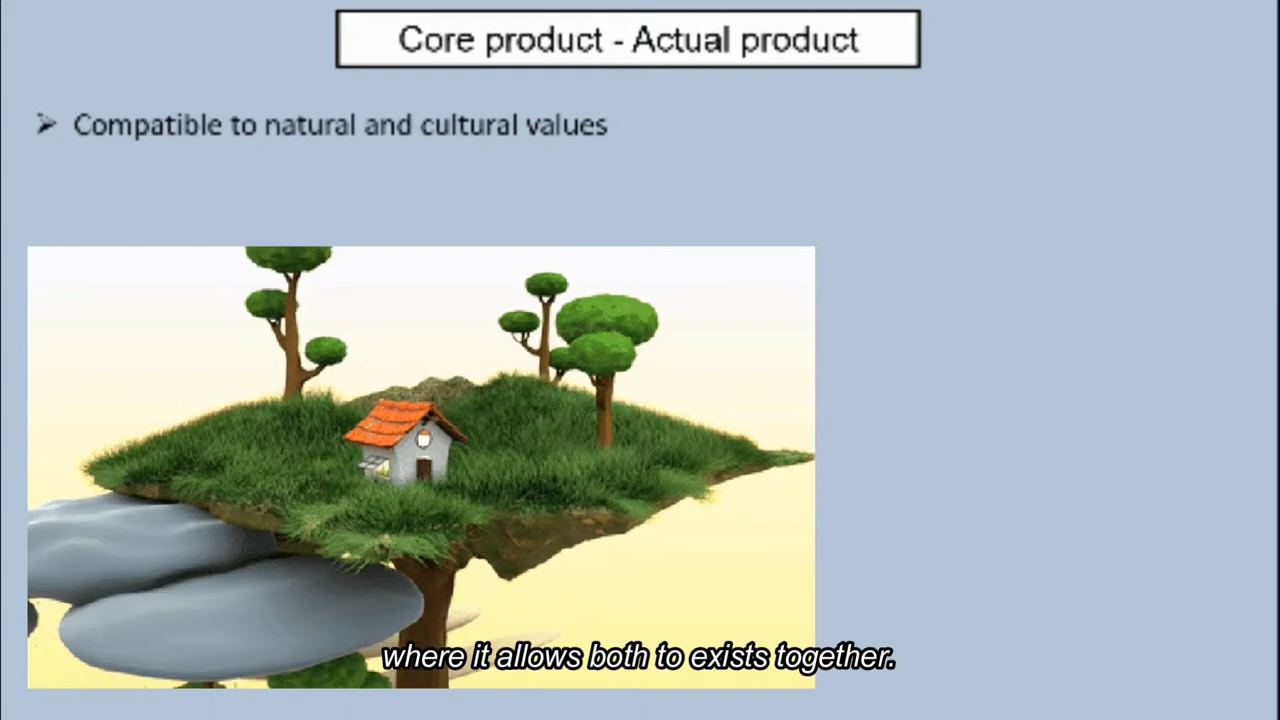 Core product - Actual product
Compatible to natural and cultural values
where it allows both to exists together.